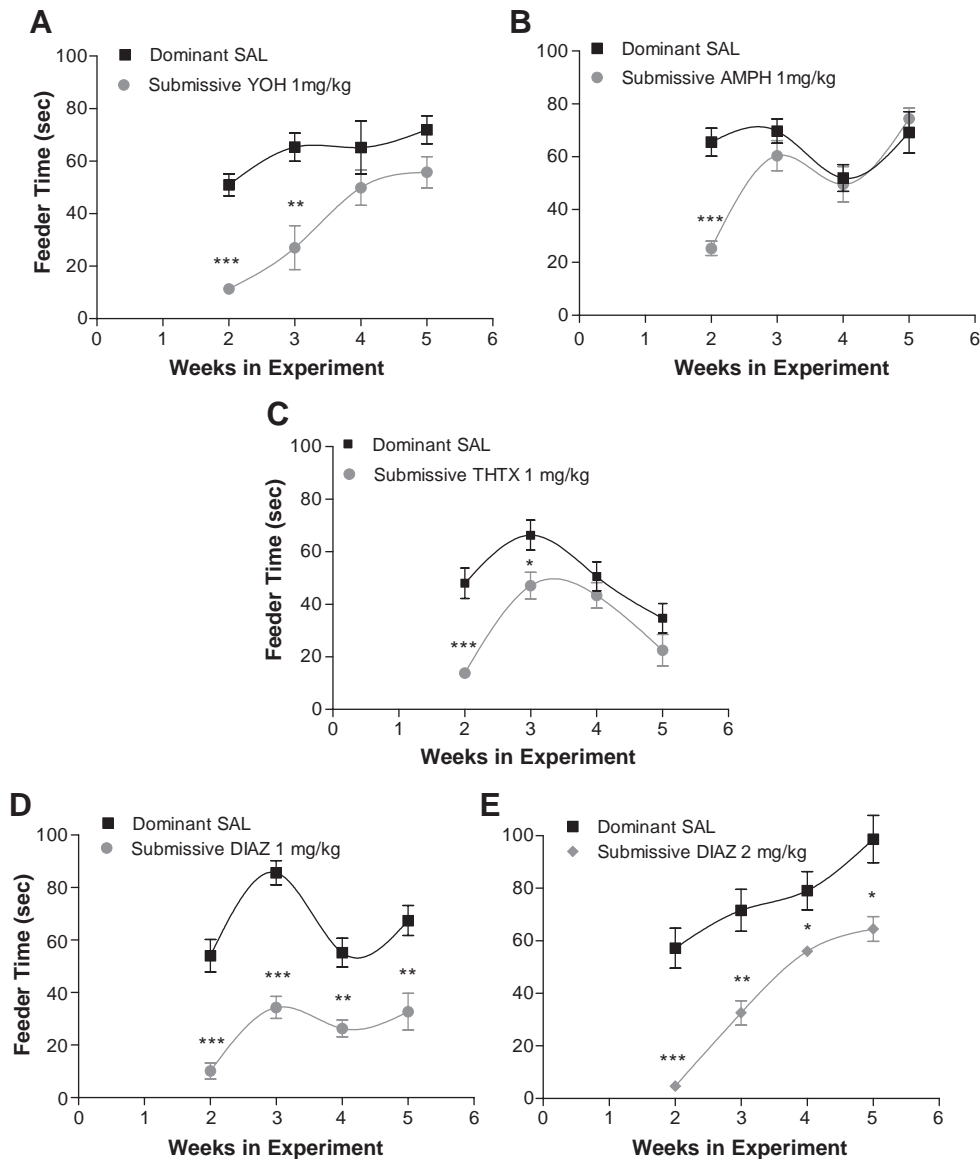 A
Dominant SAL
Submissive YOH 1mg/kg
100
80
60
40
20
0
Feeder Time (sec)
**
***
0 1 2 3 4 5 6
Weeks in Experiment
B
Dominant SAL
Submissive AMPH 1mg/kg
100
80
60
40
20
0
***
0 1 2 3 4 5 6
Weeks in Experiment
C
Dominant SAL
Submissive THTX 1 mg/kg
100
80
60
40
20
0
Feeder Time (sec)
*
***
0 1 2 3 4 5 6
Weeks in Experiment
D
Dominant SAL
Submissive DIAZ 1 mg/kg
100
80
60
40
20
0
Feeder Time (sec)
*** ** **
***
0 1 2 3 4 5 6
Weeks in Experiment
E
Dominant SAL
Submissive DIAZ 2 mg/kg
100
80
60
40
20
0
*
*
**
***
0 1 2 3 4 5 6
Weeks in Experiment